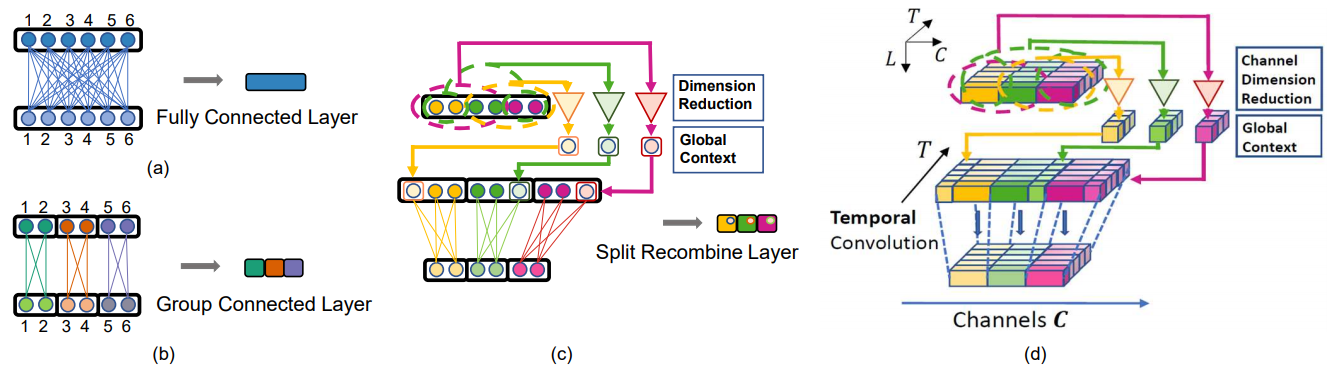 1 2 3 4 5 6
1 2 3 4 5 6
Fully Connected Layer
(a)
1 2 3 4 5 6
1 2 3 4 5 6
Group Connected Layer
(b)
Dimension
Reduction
Global
Context
Split Recombine Layer
(c)
T
C
L
Channel
Dimension
Reduction
Global
Context
T
Temporal
Convolution
Channels C
(d)